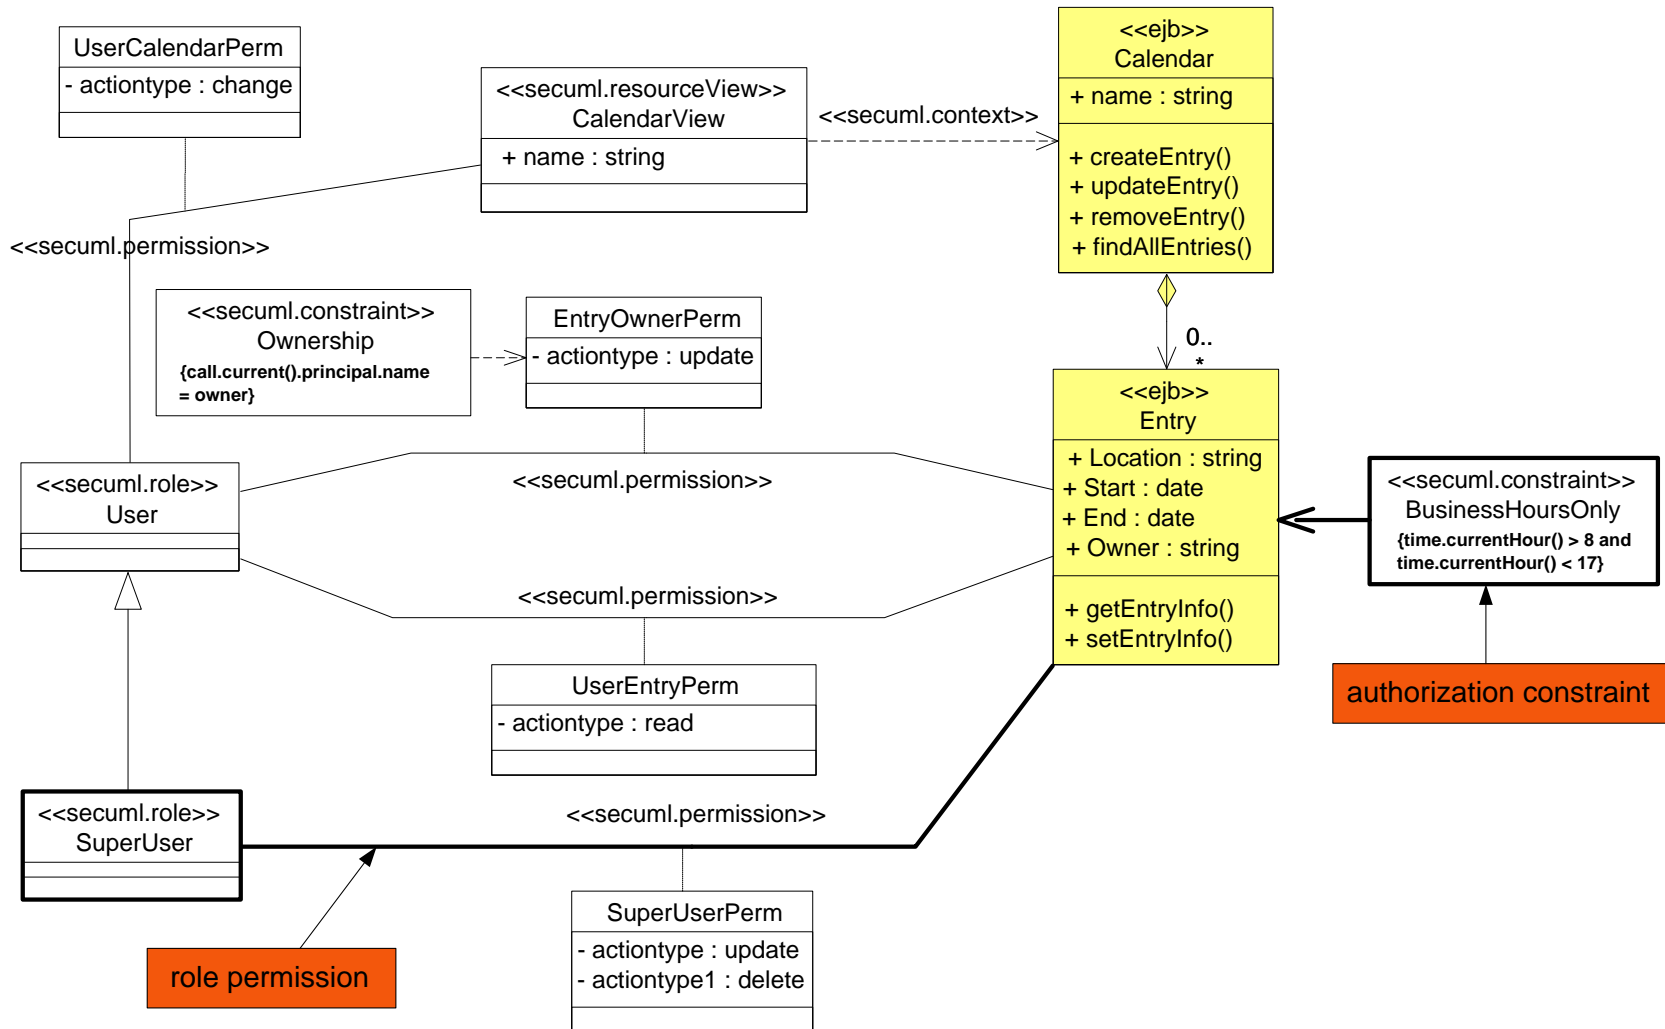 UserCalendarPerm
- actiontype : change
<<secuml.resourceView>>
CalendarView
+ name : string
<<secuml.context>>
<<ejb>>
Calendar
+ name : string
+ createEntry()
+ updateEntry()
+ removeEntry()
+ findAllEntries()
<<secuml.permission>>
<<secuml.constraint>>
Ownership
{call.current().principal.name
= owner}
EntryOwnerPerm
- actiontype : update
0..
*
<<ejb>>
Entry
+ Location : string
+ Start : date
+ End : date
+ Owner : string
+ getEntryInfo()
+ setEntryInfo()
<<secuml.constraint>>
BusinessHoursOnly
{time.currentHour() > 8 and
time.currentHour() < 17}
<<secuml.role>>
User
<<secuml.permission>>
<<secuml.permission>>
UserEntryPerm
- actiontype : read
authorization constraint
<<secuml.role>>
SuperUser
<<secuml.permission>>
SuperUserPerm
- actiontype : update
- actiontype1 : delete
role permission